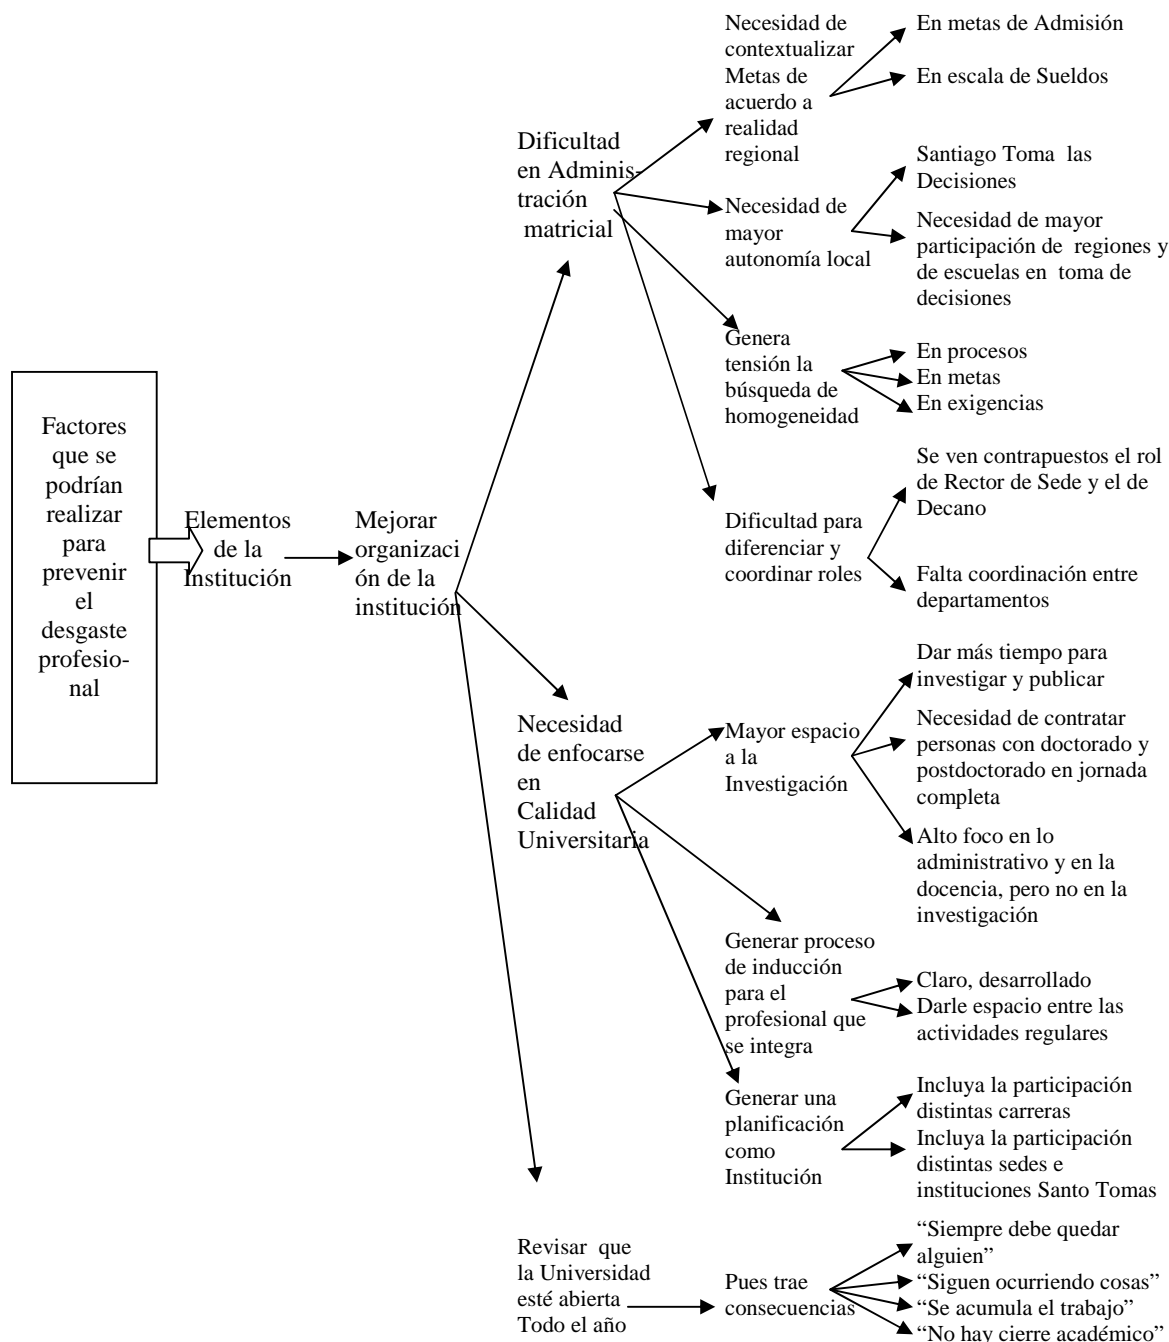 Factores
que se
podrían
realizar
para
prevenir
el
desgaste
profesio-
nal
Elementos
de la
Institución
Mejorar
organizaci
ón de la
institución
Dificultad
en Adminis-
tración
matricial
Necesidad de
contextualizar
Metas de
acuerdo a
realidad
regional
En metas de Admisión
En escala de Sueldos
Necesidad de
mayor
autonomía local
Santiago Toma las
Decisiones
Necesidad de mayor
participación de regiones y
de escuelas en toma de
decisiones
Genera
tensión la
búsqueda de
homogeneidad
En procesos
En metas
En exigencias
Dificultad para
diferenciar y
coordinar roles
Se ven contrapuestos el rol
de Rector de Sede y el de
Decano
Falta coordinación entre
departamentos
Necesidad
de enfocarse
en
Calidad
Universitaria
Mayor espacio
a la
Investigación
Dar más tiempo para
investigar y publicar
Necesidad de contratar
personas con doctorado y
postdoctorado en jornada
completa
Alto foco en lo
administrativo y en la
docencia, pero no en la
investigación
Generar proceso
de inducción
para el
profesional que
se integra
Claro, desarrollado
Darle espacio entre las
actividades regulares
Generar una
planificación
como
Institución
Incluya la participación
distintas carreras
Incluya la participación
distintas sedes e
instituciones Santo Tomas
Revisar que
la Universidad
esté abierta
Todo el año
Pues trae
consecuencias
“Siempre debe quedar
alguien”
“Siguen ocurriendo cosas”
“Se acumula el trabajo”
“No hay cierre académico”